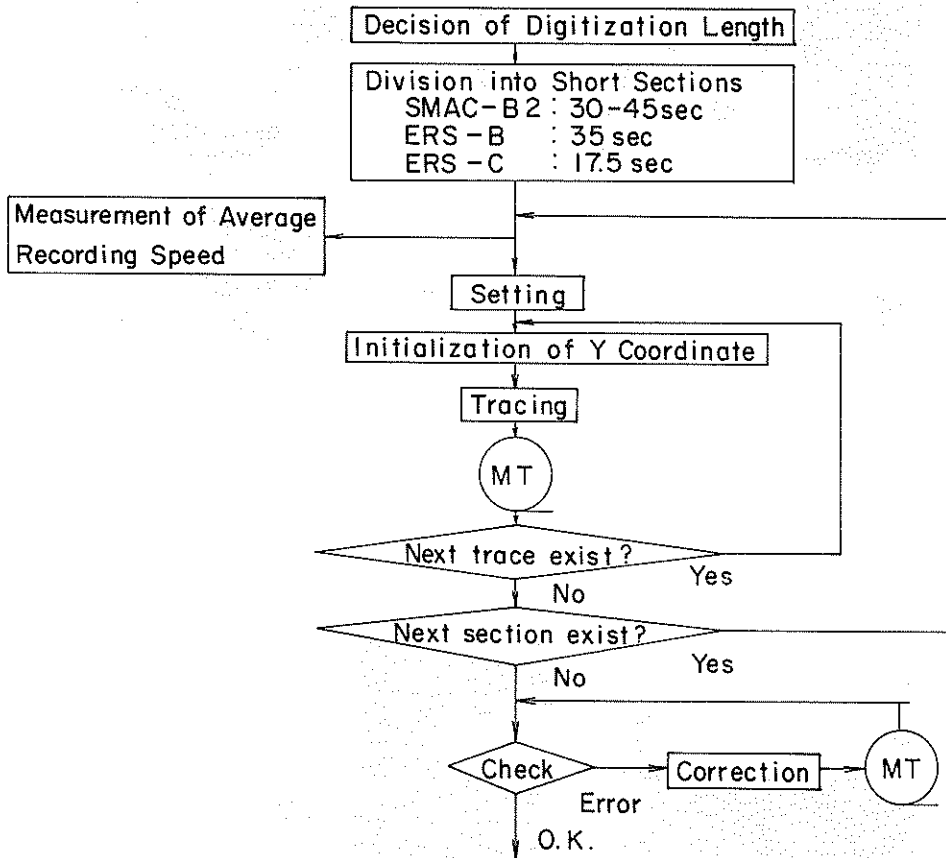 Decision of Digitization Length
Division into Short Sections
SMAC-B2 : 30-45sec
ERS-B : 35 sec
ERS-C : 17.5 sec
Measurement of Average
Recording Speed
Setting
Initialization of Y Coordinate
Tracing
MT
Next trace exist?
Yes
No
Next section exist?
Yes
No
Check
Correction
MT
Error
O.K.